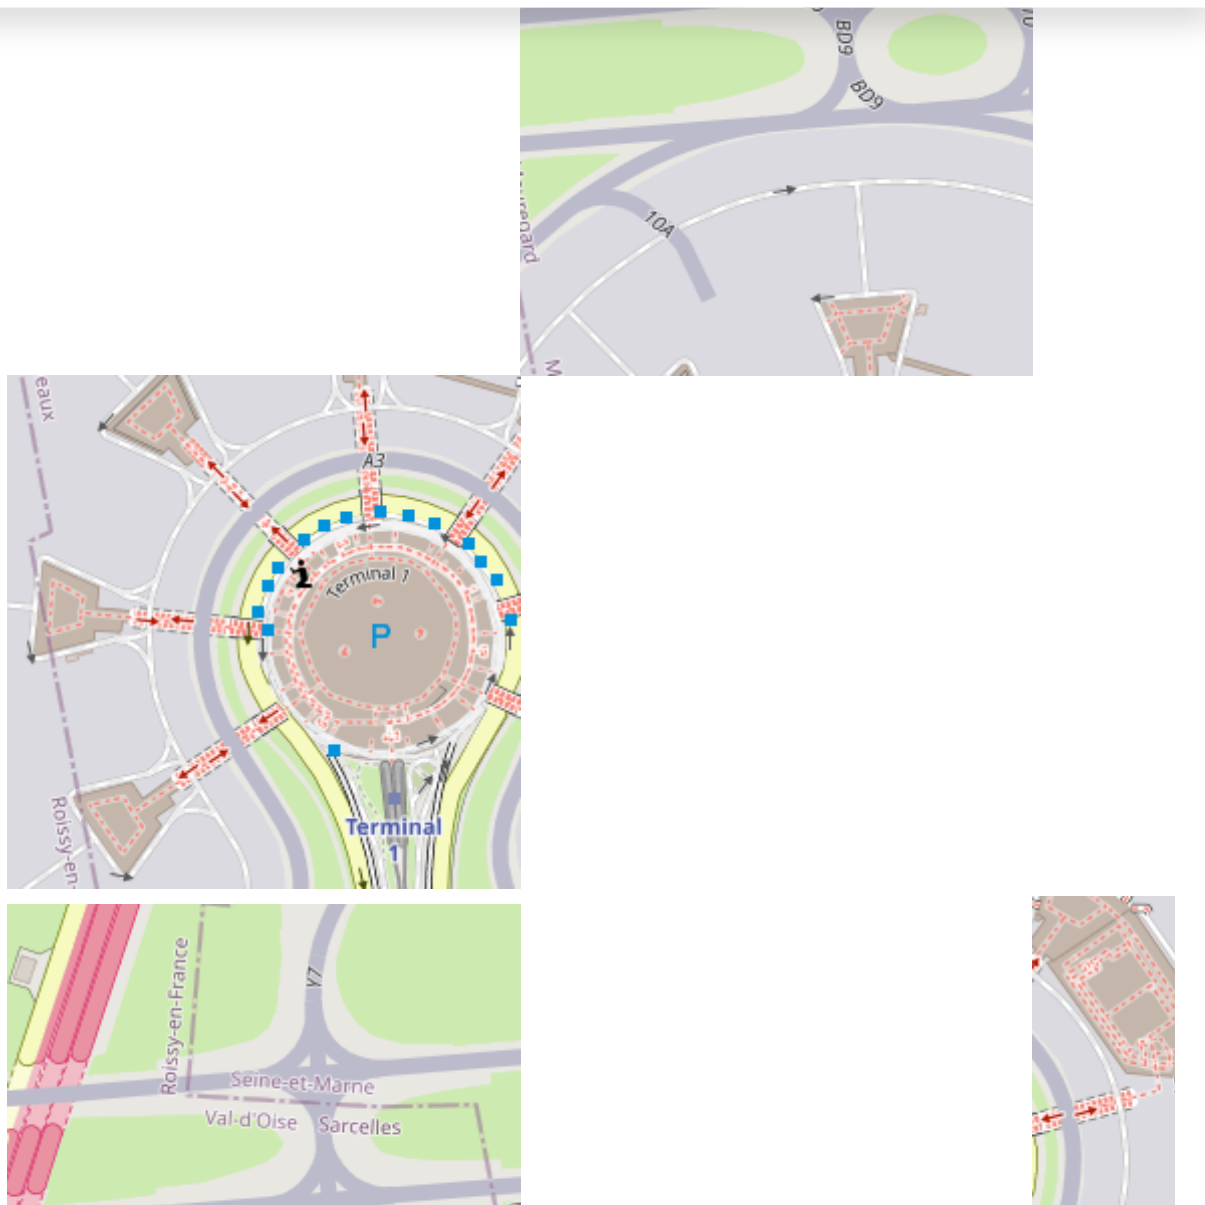 BD9
BD9
10A
eaux
A3
Terminal 1
P
Terminal
1
Roissy-en-
Y7
Roissy-en-France
Seine-et-Marne
Val-d'Oise
Sarcelles